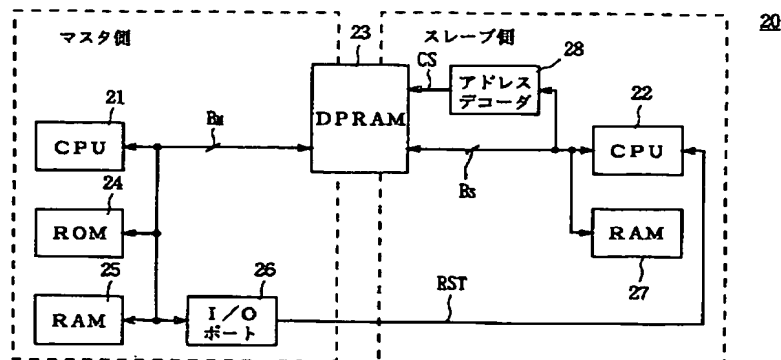 20
マスタ側
スレーブ側
23
28
CS
アドレス
デコーダ
DPRAM
21
CPU
Bm
22
CPU
Bs
24
ROM
RAM
27
25
RAM
26
I/O
ポート
RST